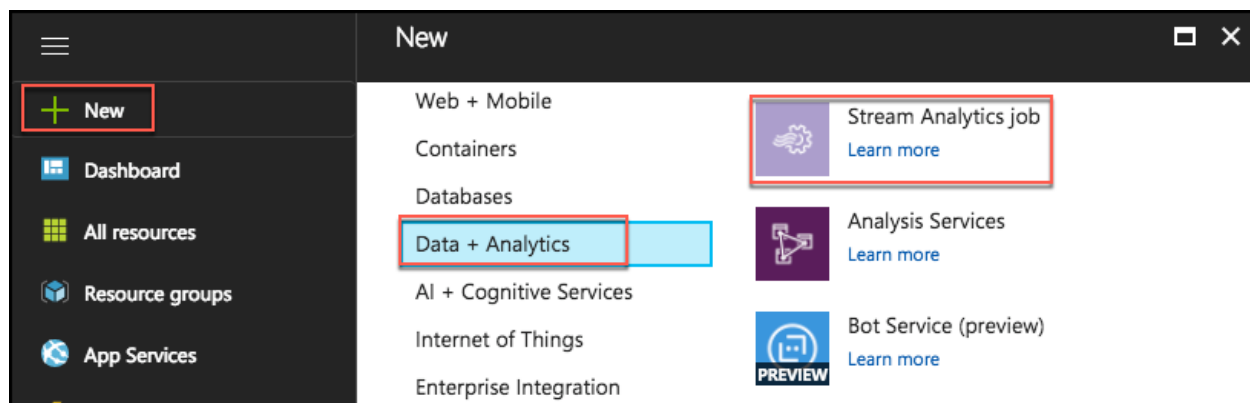 New
Dashboard
All resources
Resource groups
App Services
New
Web + Mobile
Containers
Databases
Data + Analytics
AI + Cognitive Services
Internet of Things
Enterprise Integration
Stream Analytics job
Learn more
Analysis Services
Learn more
Bot Service (preview)
Learn more
PREVIEW